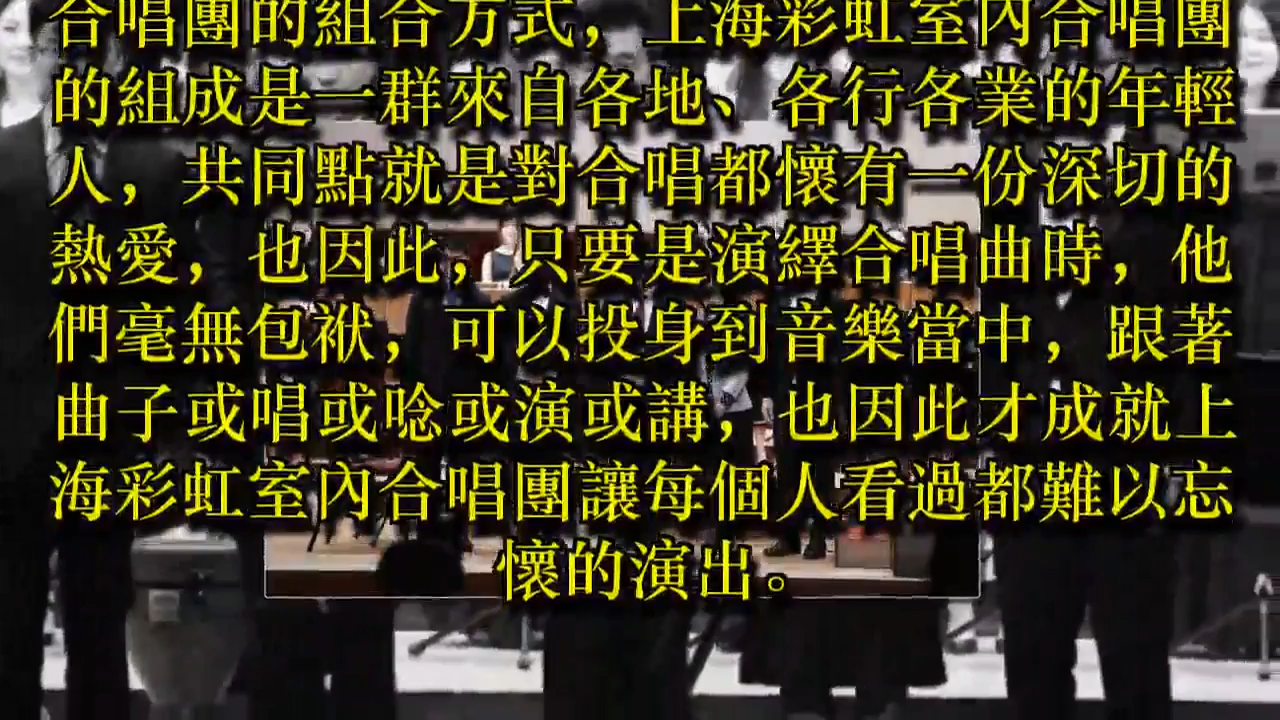 合唱團的組合方式，上海彩虹室內合唱團
的組成是一群來自各地、各行各業的年輕
人，共同點就是對合唱都懷有一份深切的
熱愛，也因此，只要是演繹合唱曲時，他
們毫無包袱，可以投身到音樂當中，跟著
曲子或唱或唸或演或講，也因此才成就上
海彩虹室內合唱團讓每個人看過都難以忘
懷的演出。